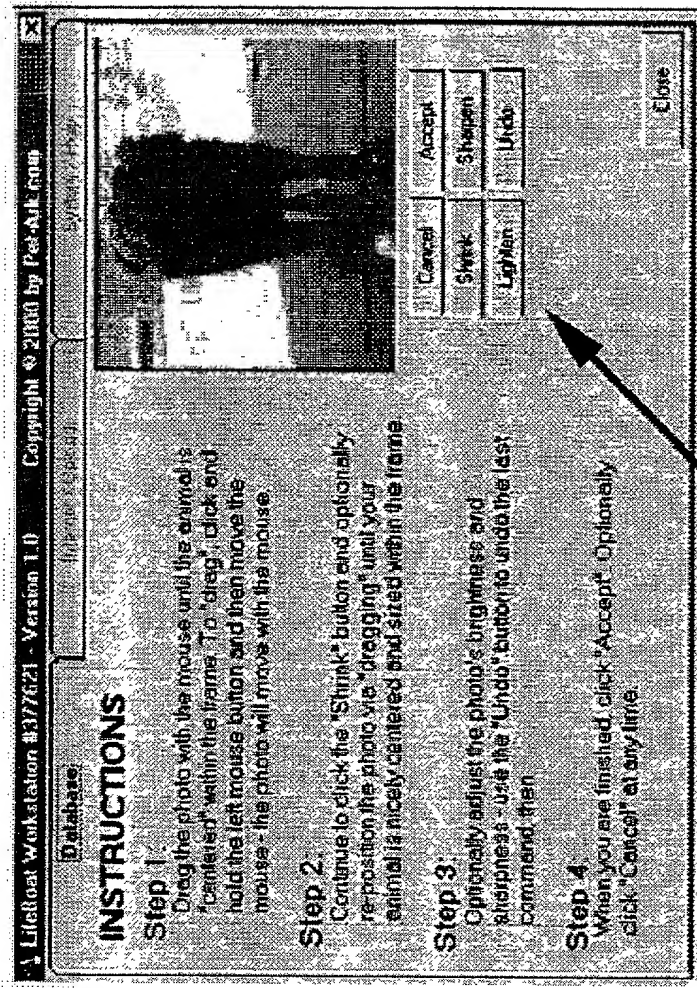 LifeBoat Workstation #377621 - Version 1.0 Copyright © 2000 by Pet-Ark.com
Database
INSTRUCTIONS
Step 1.
Drag the photo with the mouse until the animal is
"centered" within the frame. To "drag", click and
hold the left mouse button and then move the
mouse - the photo will move with the mouse.
Step 2.
Continue to click the "Shrink" button and optionally
re-position the photo via "dragging" until your
animal is nicely centered and sized within the frame.
Step 3.
Optionally adjust the photo's brightness and
sharpness - use the "Undo" button to undo the last
command, then
Step 4.
When you are finished, click "Accept". Optionally
click "Cancel" at any time.
Cancel Accept
Shrink Sharpen
Lighten Undo
Close